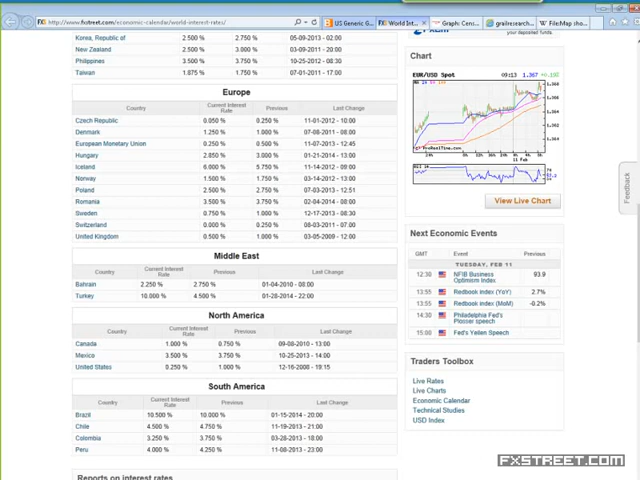 http://www.fxstreet.com/economic-calendar/world-interest-rates/
US Generic G...
FXI World Int...
Graph: Cens...
grailresearch...
W File:Map sho...
Korea, Republic of 2.500 % 2.750 % 05-09-2013 - 02:00
New Zealand 2.500 % 3.000 % 03-09-2011 - 20:00
Philippines 3.500 % 3.750 % 10-25-2012 - 08:30
Taiwan 1.875 % 1.750 % 07-01-2011 - 17:00
Europe
Country Current Interest Rate Previous Last Change
Czech Republic 0.050 % 0.250 % 11-01-2012 - 10:00
Denmark 1.250 % 1.000 % 07-08-2011 - 08:00
European Monetary Union 0.250 % 0.500 % 11-07-2013 - 12:45
Hungary 2.850 % 3.000 % 01-21-2014 - 13:00
Iceland 6.000 % 5.750 % 11-14-2012 - 09:00
Norway 1.500 % 1.750 % 03-14-2012 - 13:00
Poland 2.500 % 2.750 % 07-03-2013 - 12:51
Romania 3.500 % 3.750 % 02-04-2014 - 00:00
Sweden 0.750 % 1.000 % 12-17-2013 - 08:30
Switzerland 0.000 % 0.000 % 08-03-2011 - 07:00
United Kingdom 0.500 % 1.000 % 03-05-2009 - 12:00
Middle East
Country Current Interest Rate Previous Last Change
Bahrain 2.250 % 2.750 % 01-04-2010 - 08:00
Turkey 10.000 % 4.500 % 01-28-2014 - 22:00
North America
Country Current Interest Rate Previous Last Change
Canada 1.000 % 0.750 % 09-08-2010 - 13:00
Mexico 3.500 % 3.750 % 10-25-2013 - 14:00
United States 0.250 % 1.000 % 12-16-2008 - 19:15
South America
Country Current Interest Rate Previous Last Change
Brazil 10.500 % 10.000 % 01-15-2014 - 20:00
Chile 4.500 % 4.750 % 11-19-2013 - 21:00
Colombia 3.250 % 3.750 % 03-28-2013 - 18:00
Peru 4.000 % 4.250 % 11-08-2013 - 23:00
Reports on interest rates
your deposited funds.
Chart
EUR/USD Spot
View Live Chart
Next Economic Events
GMT Event Previous
TUESDAY, FEB 11
12:30 NFIB Business Optimism Index 93.9
13:55 Redbook index (YoY) 2.7%
13:55 Redbook index (MoM) -0.2%
14:30 Philadelphia Fed's Plosser speech
15:00 Fed's Yellen Speech
Traders Toolbox
Live Rates
Live Charts
Economic Calendar
Technical Studies
USD Index
Feedback
FXSTREET.COM